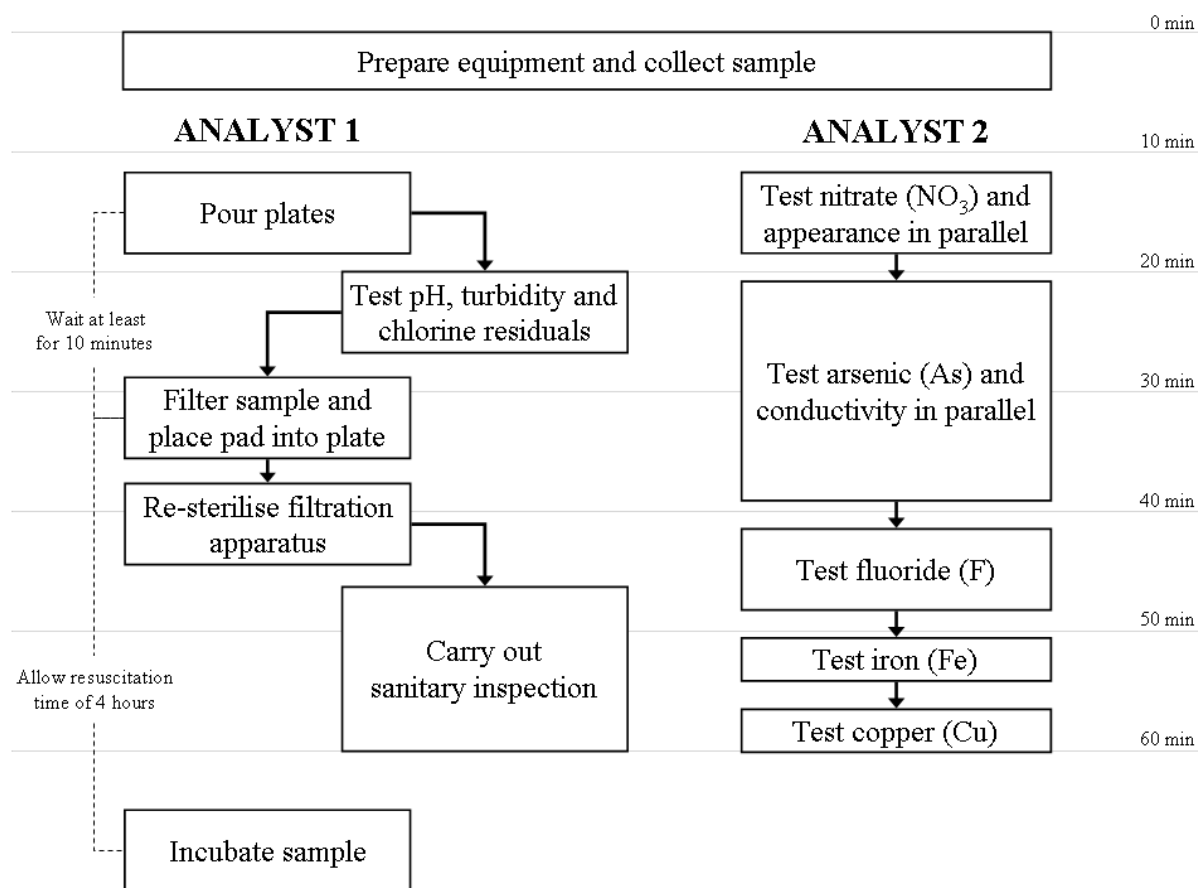 0 min
Prepare equipment and collect sample
ANALYST 1
ANALYST 2
10 min
Pour plates
Test nitrate (NO₃) and
appearance in parallel
20 min
Test pH, turbidity and
chlorine residuals
Wait at least
for 10 minutes
Test arsenic (As) and
conductivity in parallel
30 min
Filter sample and
place pad into plate
40 min
Re-sterilise filtration
apparatus
Test fluoride (F)
50 min
Carry out
sanitary inspection
Test iron (Fe)
Allow resuscitation
time of 4 hours
Test copper (Cu)
60 min
Incubate sample